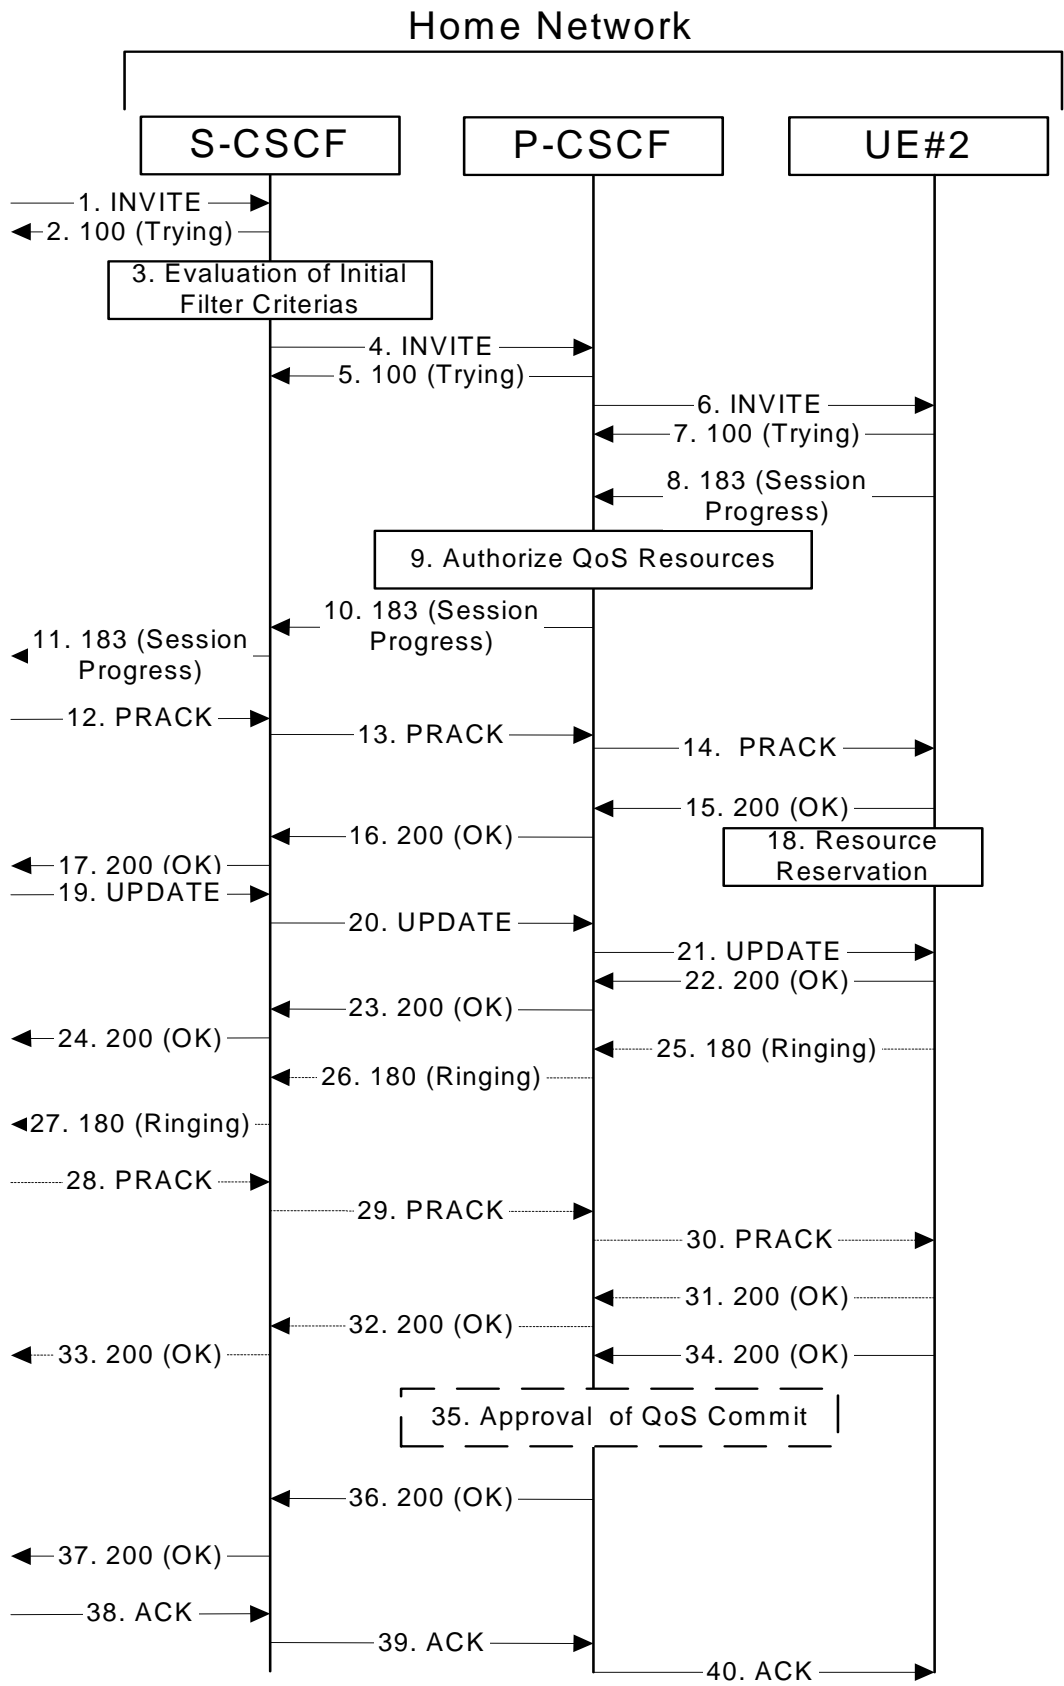 Home Network
S-CSCF
P-CSCF
UE#2
1. INVITE
2. 100 (Trying)
3. Evaluation of Initial
Filter Criterias
4. INVITE
5. 100 (Trying)
6. INVITE
7. 100 (Trying)
8. 183 (Session
Progress)
9. Authorize QoS Resources
10. 183 (Session
Progress)
11. 183 (Session
Progress)
12. PRACK
13. PRACK
14. PRACK
15. 200 (OK)
16. 200 (OK)
17. 200 (OK)
18. Resource
Reservation
19. UPDATE
20. UPDATE
21. UPDATE
22. 200 (OK)
23. 200 (OK)
24. 200 (OK)
25. 180 (Ringing)
26. 180 (Ringing)
27. 180 (Ringing)
28. PRACK
29. PRACK
30. PRACK
31. 200 (OK)
32. 200 (OK)
33. 200 (OK)
34. 200 (OK)
35. Approval of QoS Commit
36. 200 (OK)
37. 200 (OK)
38. ACK
39. ACK
40. ACK